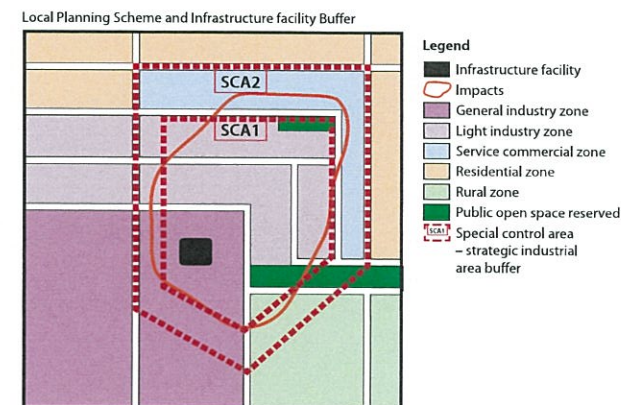 Local Planning Scheme and Infrastructure facility Buffer
SCA2
SCA1
Legend
Infrastructure facility
Impacts
General industry zone
Light industry zone
Service commercial zone
Residential zone
Rural zone
Public open space reserved
SCA1
Special control area
– strategic industrial
area buffer